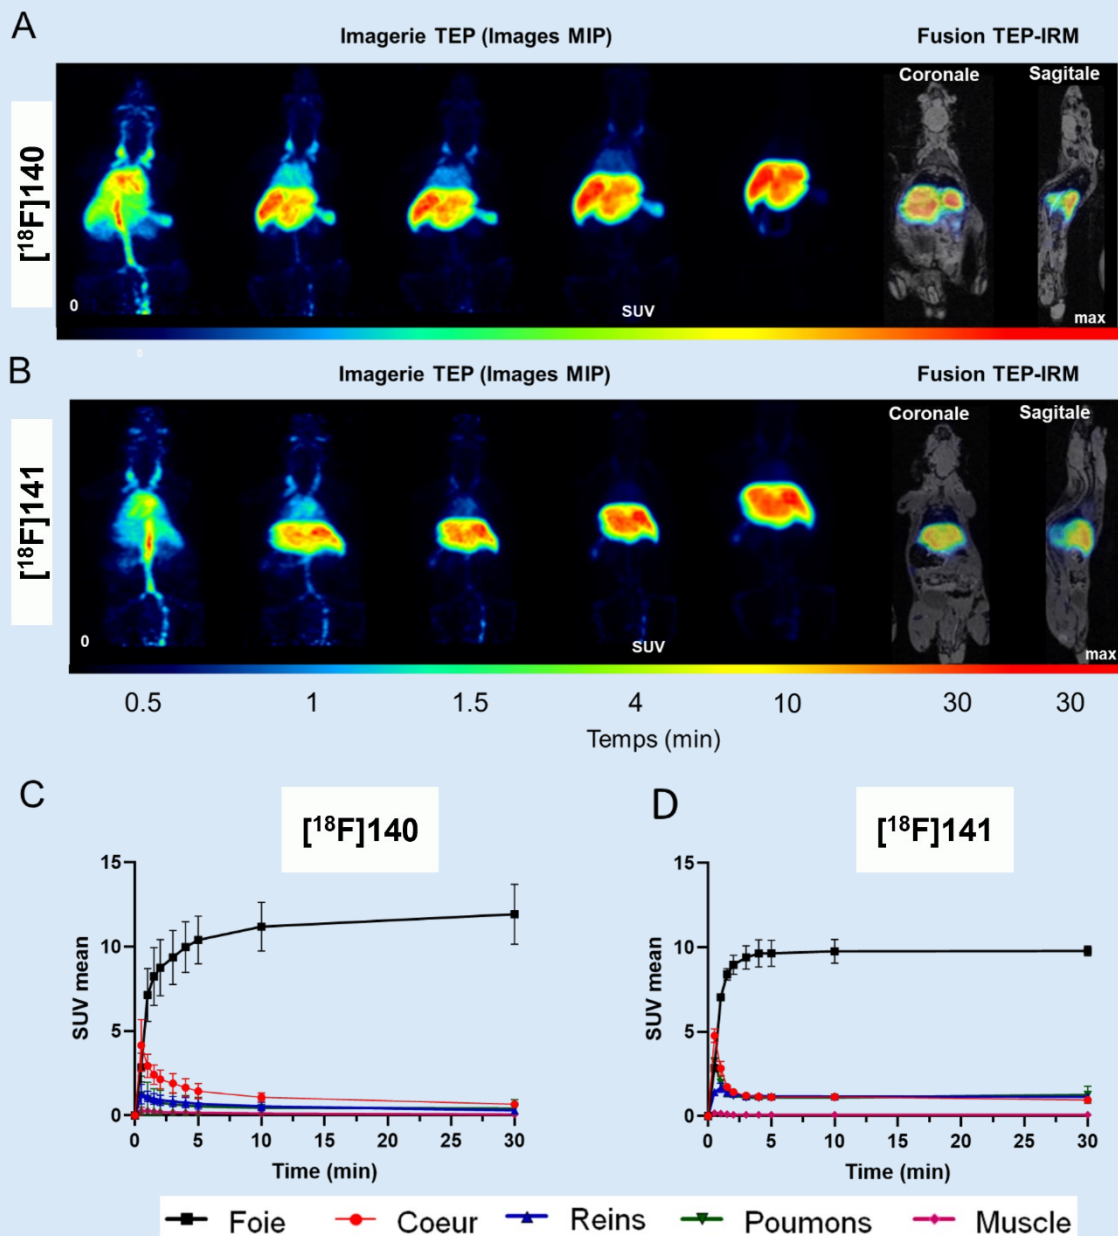 A
Imagerie TEP (Images MIP)
Fusion TEP-IRM
Coronale
Sagitale
[¹⁸F]140
0
SUV
max
0
B
Imagerie TEP (Images MIP)
Fusion TEP-IRM
Coronale
Sagitale
[¹⁸F]141
0
SUV
max
0.5 1 1.5 4 10 30 30
Temps (min)
C
[¹⁸F]140
15
10
5
0
SUV mean
0 5 10 15 20 25 30
Time (min)
D
[¹⁸F]141
15
10
5
0
SUV mean
0 5 10 15 20 25 30
Time (min)
Foie Coeur Reins Poumons Muscle